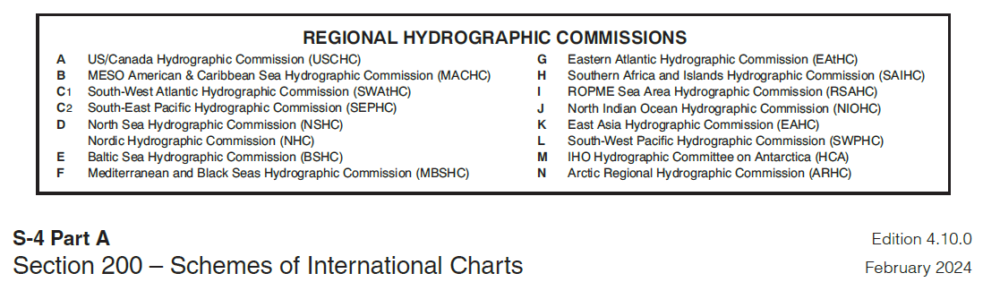 REGIONAL HYDROGRAPHIC COMMISSIONS
A US/Canada Hydrographic Commission (USCHC)
B MESO American & Caribbean Sea Hydrographic Commission (MACHC)
C1 South-West Atlantic Hydrographic Commission (SWAtHC)
C2 South-East Pacific Hydrographic Commission (SEPHC)
D North Sea Hydrographic Commission (NSHC)
Nordic Hydrographic Commission (NHC)
E Baltic Sea Hydrographic Commission (BSHC)
F Mediterranean and Black Seas Hydrographic Commission (MBSHC)
G Eastern Atlantic Hydrographic Commission (EAtHC)
H Southern Africa and Islands Hydrographic Commission (SAIHC)
I ROPME Sea Area Hydrographic Commission (RSAHC)
J North Indian Ocean Hydrographic Commission (NIOHC)
K East Asia Hydrographic Commission (EAHC)
L South-West Pacific Hydrographic Commission (SWPHC)
M IHO Hydrographic Committee on Antarctica (HCA)
N Arctic Regional Hydrographic Commission (ARHC)
S-4 Part A
Edition 4.10.0
Section 200 – Schemes of International Charts
February 2024